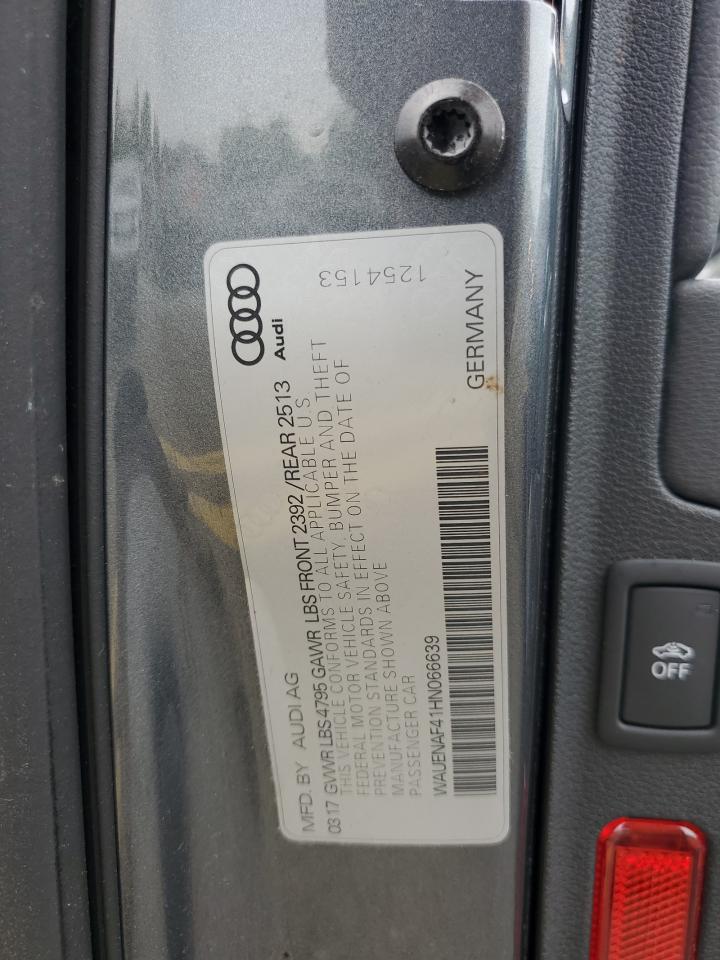 MFD. BY AUDI AG
Audi
03 17 GVWR LBS 4795 GAWR LBS FRONT 2392 / REAR 2513
THIS VEHICLE CONFORMS TO ALL APPLICABLE U.S.
FEDERAL MOTOR VEHICLE SAFETY, BUMPER AND THEFT
PREVENTION STANDARDS IN EFFECT ON THE DATE OF
MANUFACTURE SHOWN ABOVE
PASSENGER CAR
1254153
WAUENAF41HN066639
GERMANY
OFF